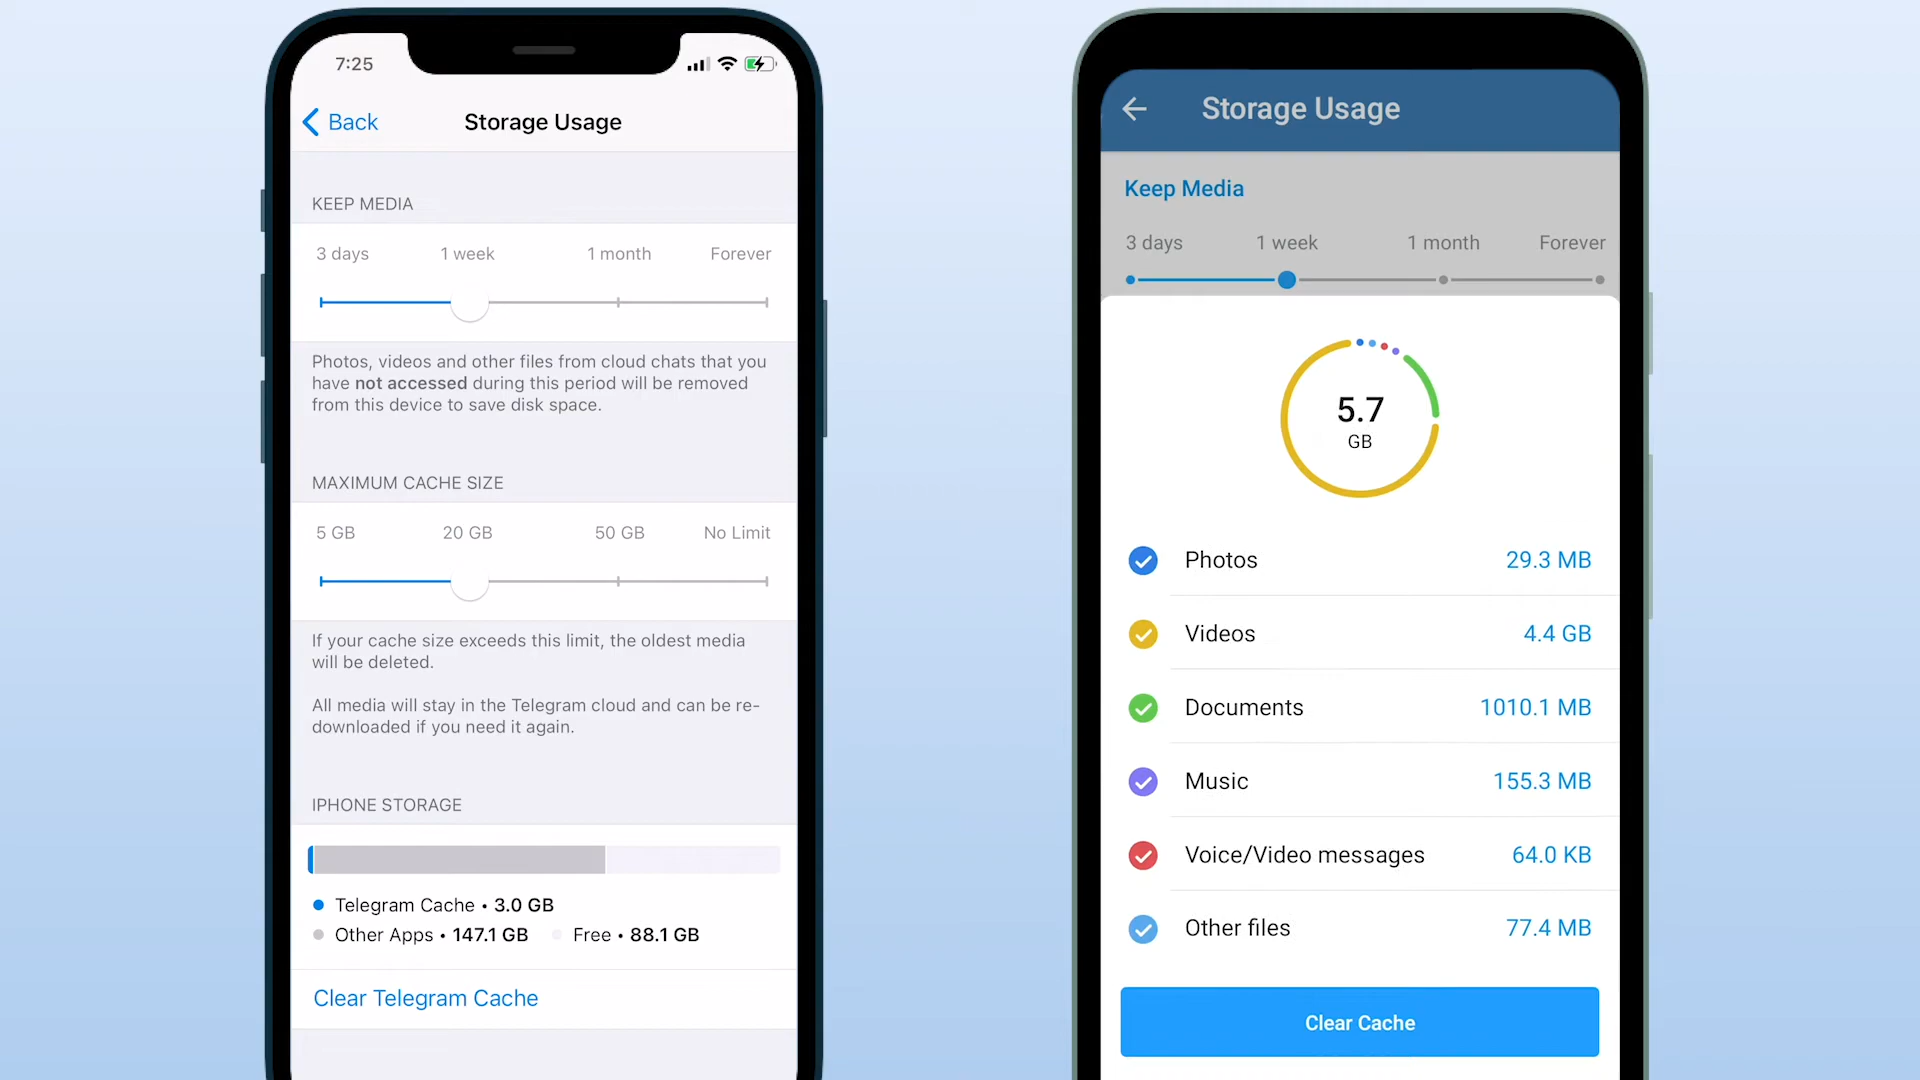 7:25
Back
Storage Usage
KEEP MEDIA
3 days 1 week 1 month Forever
Photos, videos and other files from cloud chats that you
have not accessed during this period will be removed
from this device to save disk space.
MAXIMUM CACHE SIZE
5 GB 20 GB 50 GB No Limit
If your cache size exceeds this limit, the oldest media
will be deleted.
All media will stay in the Telegram cloud and can be re-
downloaded if you need it again.
IPHONE STORAGE
Telegram Cache • 3.0 GB
Other Apps • 147.1 GB Free • 88.1 GB
Clear Telegram Cache
Storage Usage
Keep Media
3 days 1 week 1 month Forever
5.7
GB
Photos 29.3 MB
Videos 4.4 GB
Documents 1010.1 MB
Music 155.3 MB
Voice/Video messages 64.0 KB
Other files 77.4 MB
Clear Cache